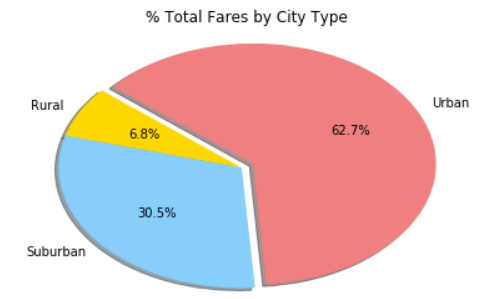 % Total Fares by City Type
Urban
Rural
62.7%
6.8%
30.5%
Suburban